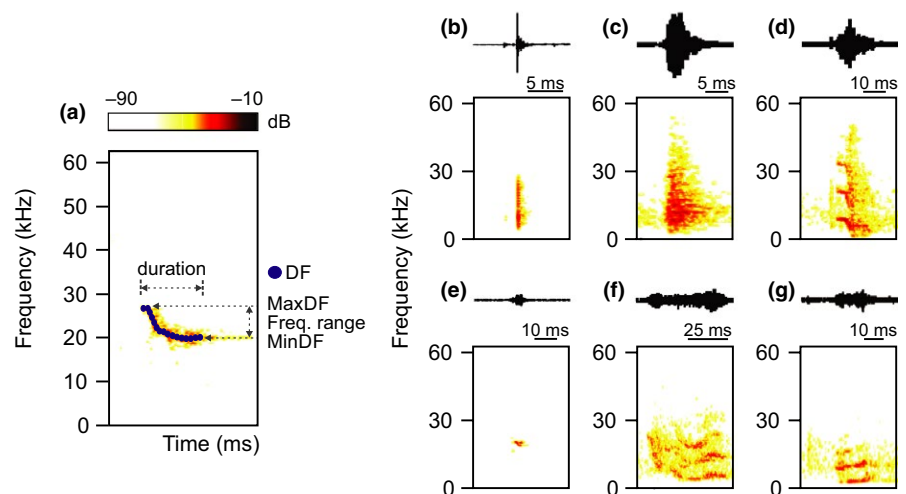 (a)
–90 –10
dB
Frequency (kHz)
60
50
40
30
20
10
0
duration
DF
MaxDF
Freq. range
MinDF
Time (ms)
(b)
5 ms
(c)
5 ms
(d)
10 ms
Frequency (kHz)
60
30
0
60
30
0
60
30
0
(e)
10 ms
(f)
25 ms
(g)
10 ms
60
30
0
60
30
0
60
30
0